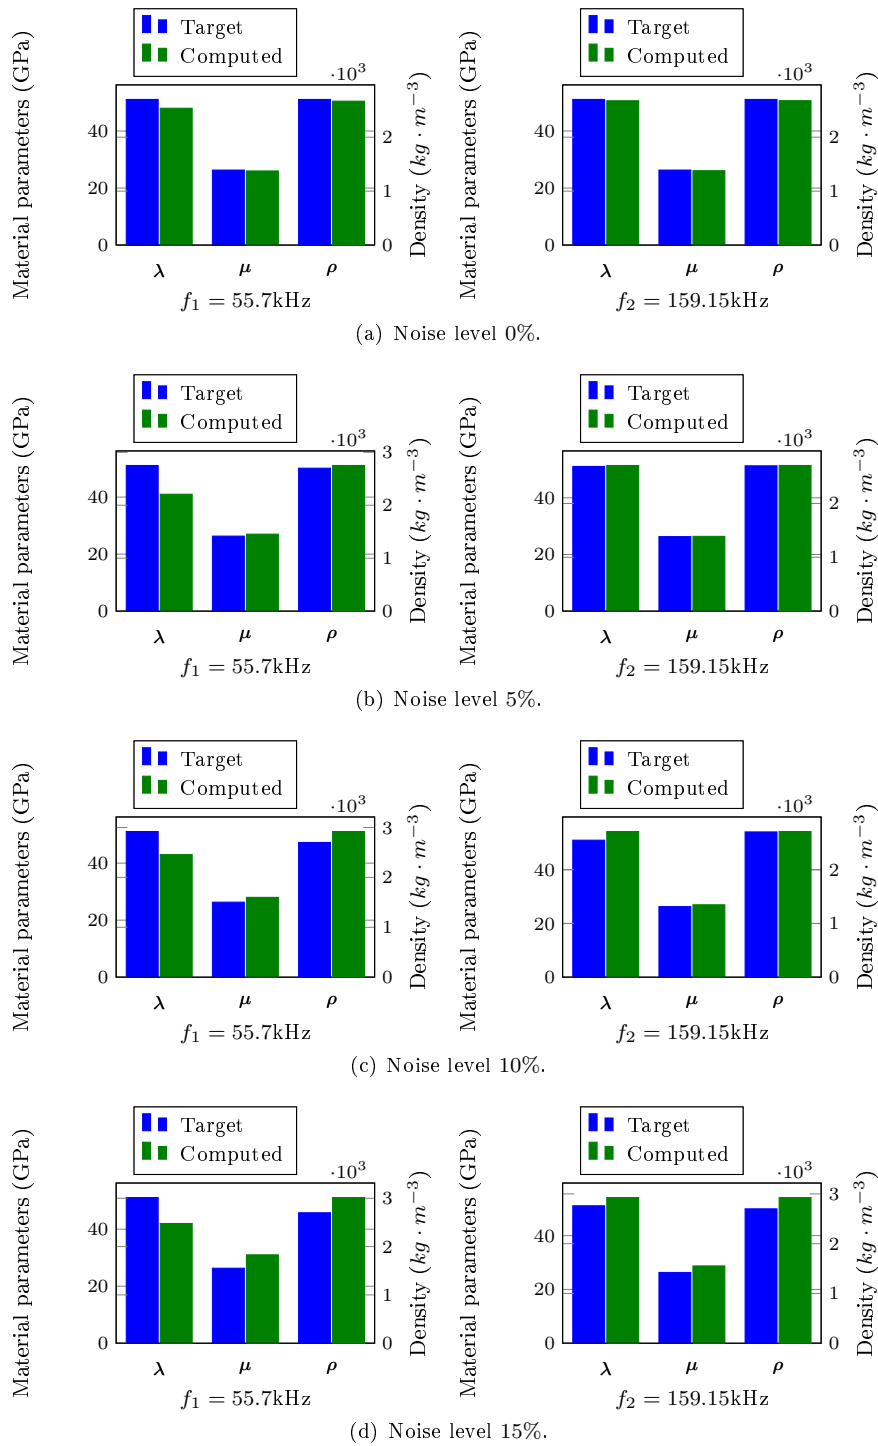 Target
Computed
Material parameters (GPa)
Density (kg · m⁻³)
·10³
40
20
0
2
1
0
λ μ ρ
f₁ = 55.7kHz
Target
Computed
Material parameters (GPa)
Density (kg · m⁻³)
·10³
40
20
0
2
1
0
λ μ ρ
f₂ = 159.15kHz
(a) Noise level 0%.
Target
Computed
Material parameters (GPa)
Density (kg · m⁻³)
·10³
40
20
0
3
2
1
0
λ μ ρ
f₁ = 55.7kHz
Target
Computed
Material parameters (GPa)
Density (kg · m⁻³)
·10³
40
20
0
2
1
0
λ μ ρ
f₂ = 159.15kHz
(b) Noise level 5%.
Target
Computed
Material parameters (GPa)
Density (kg · m⁻³)
·10³
40
20
0
3
2
1
0
λ μ ρ
f₁ = 55.7kHz
Target
Computed
Material parameters (GPa)
Density (kg · m⁻³)
·10³
40
20
0
2
1
0
λ μ ρ
f₂ = 159.15kHz
(c) Noise level 10%.
Target
Computed
Material parameters (GPa)
Density (kg · m⁻³)
·10³
40
20
0
3
2
1
0
λ μ ρ
f₁ = 55.7kHz
Target
Computed
Material parameters (GPa)
Density (kg · m⁻³)
·10³
40
20
0
3
2
1
0
λ μ ρ
f₂ = 159.15kHz
(d) Noise level 15%.